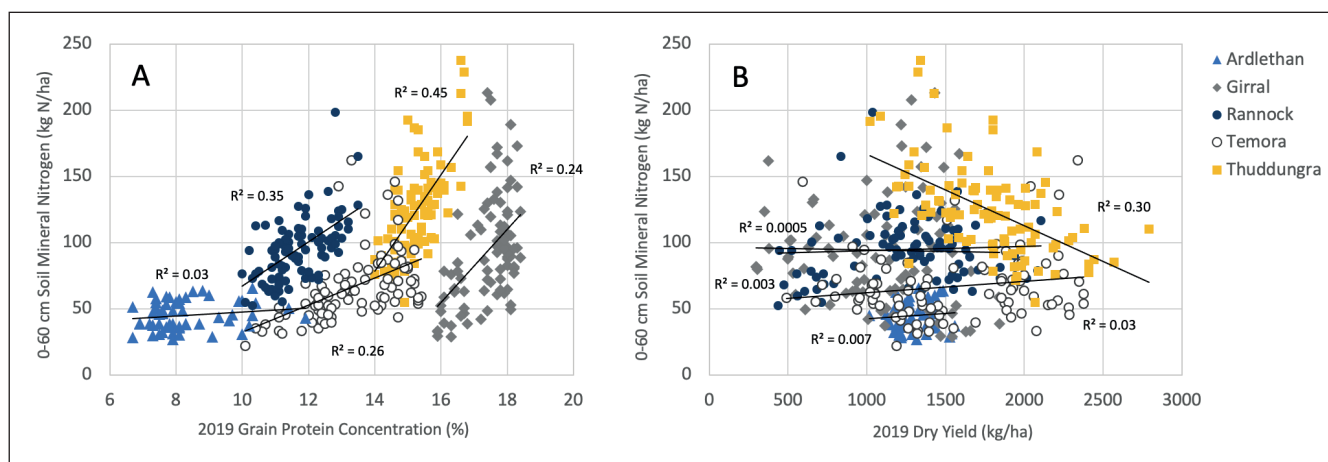 A
B
0-60 cm Soil Mineral Nitrogen (kg N/ha)
250
200
150
100
50
0
R² = 0.45
R² = 0.24
R² = 0.35
R² = 0.03
R² = 0.26
6
8
10
12
14
16
18
20
2019 Grain Protein Concentration (%)
0-60 cm Soil Mineral Nitrogen (kg N/ha)
250
200
150
100
50
0
R² = 0.30
R² = 0.0005
R² = 0.003
R² = 0.03
R² = 0.007
0
500
1000
1500
2000
2500
3000
2019 Dry Yield (kg/ha)
Ardlethan
Girral
Rannock
Temora
Thuddungra